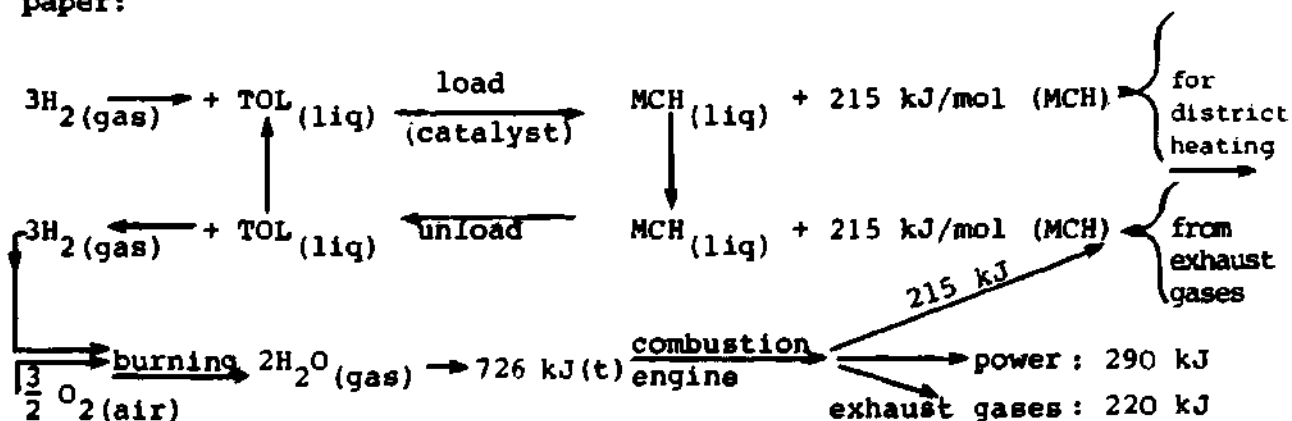 paper:
load
for
3H2(gas) + TOL(liq) MCH(liq) + 215 kJ/mol (MCH)
(catalyst)
district
heating
3H2(gas) + TOL(liq) unload MCH(liq) + 215 kJ/mol (MCH)
from
exhaust
gases
215 kJ
3/2 O2(air) burning 2H2O(gas) 726 kJ(t) combustion engine power: 290 kJ
exhaust gases: 220 kJ